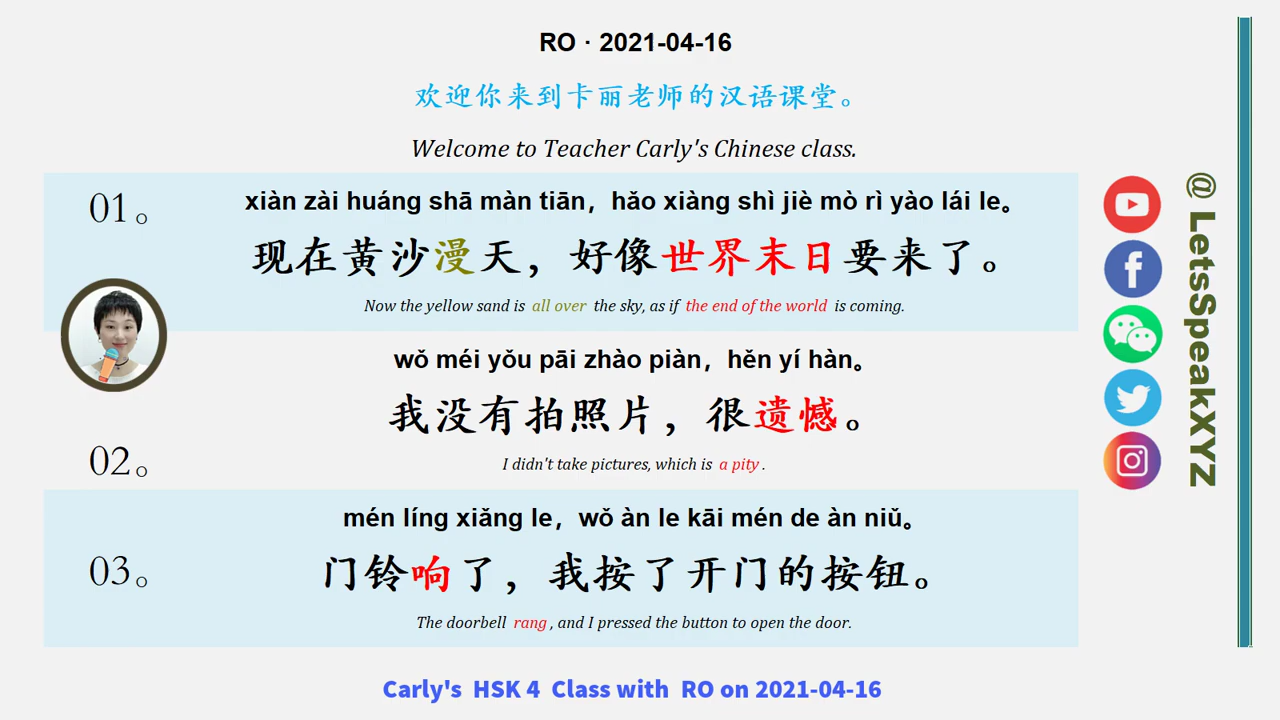 RO · 2021-04-16
欢迎你来到卡丽老师的汉语课堂。
Welcome to Teacher Carly's Chinese class.
01。
xiàn zài huáng shā màn tiān，hǎo xiàng shì jiè mò rì yào lái le。
现在黄沙漫天，好像世界末日要来了。
Now the yellow sand is all over the sky, as if the end of the world is coming.
02。
wǒ méi yǒu pāi zhào piàn，hěn yí hàn。
我没有拍照片，很遗憾。
I didn't take pictures, which is a pity.
03。
mén líng xiǎng le，wǒ àn le kāi mén de àn niǔ。
门铃响了，我按了开门的按钮。
The doorbell rang, and I pressed the button to open the door.
@ LetsSpeakXYZ
Carly's HSK 4 Class with RO on 2021-04-16